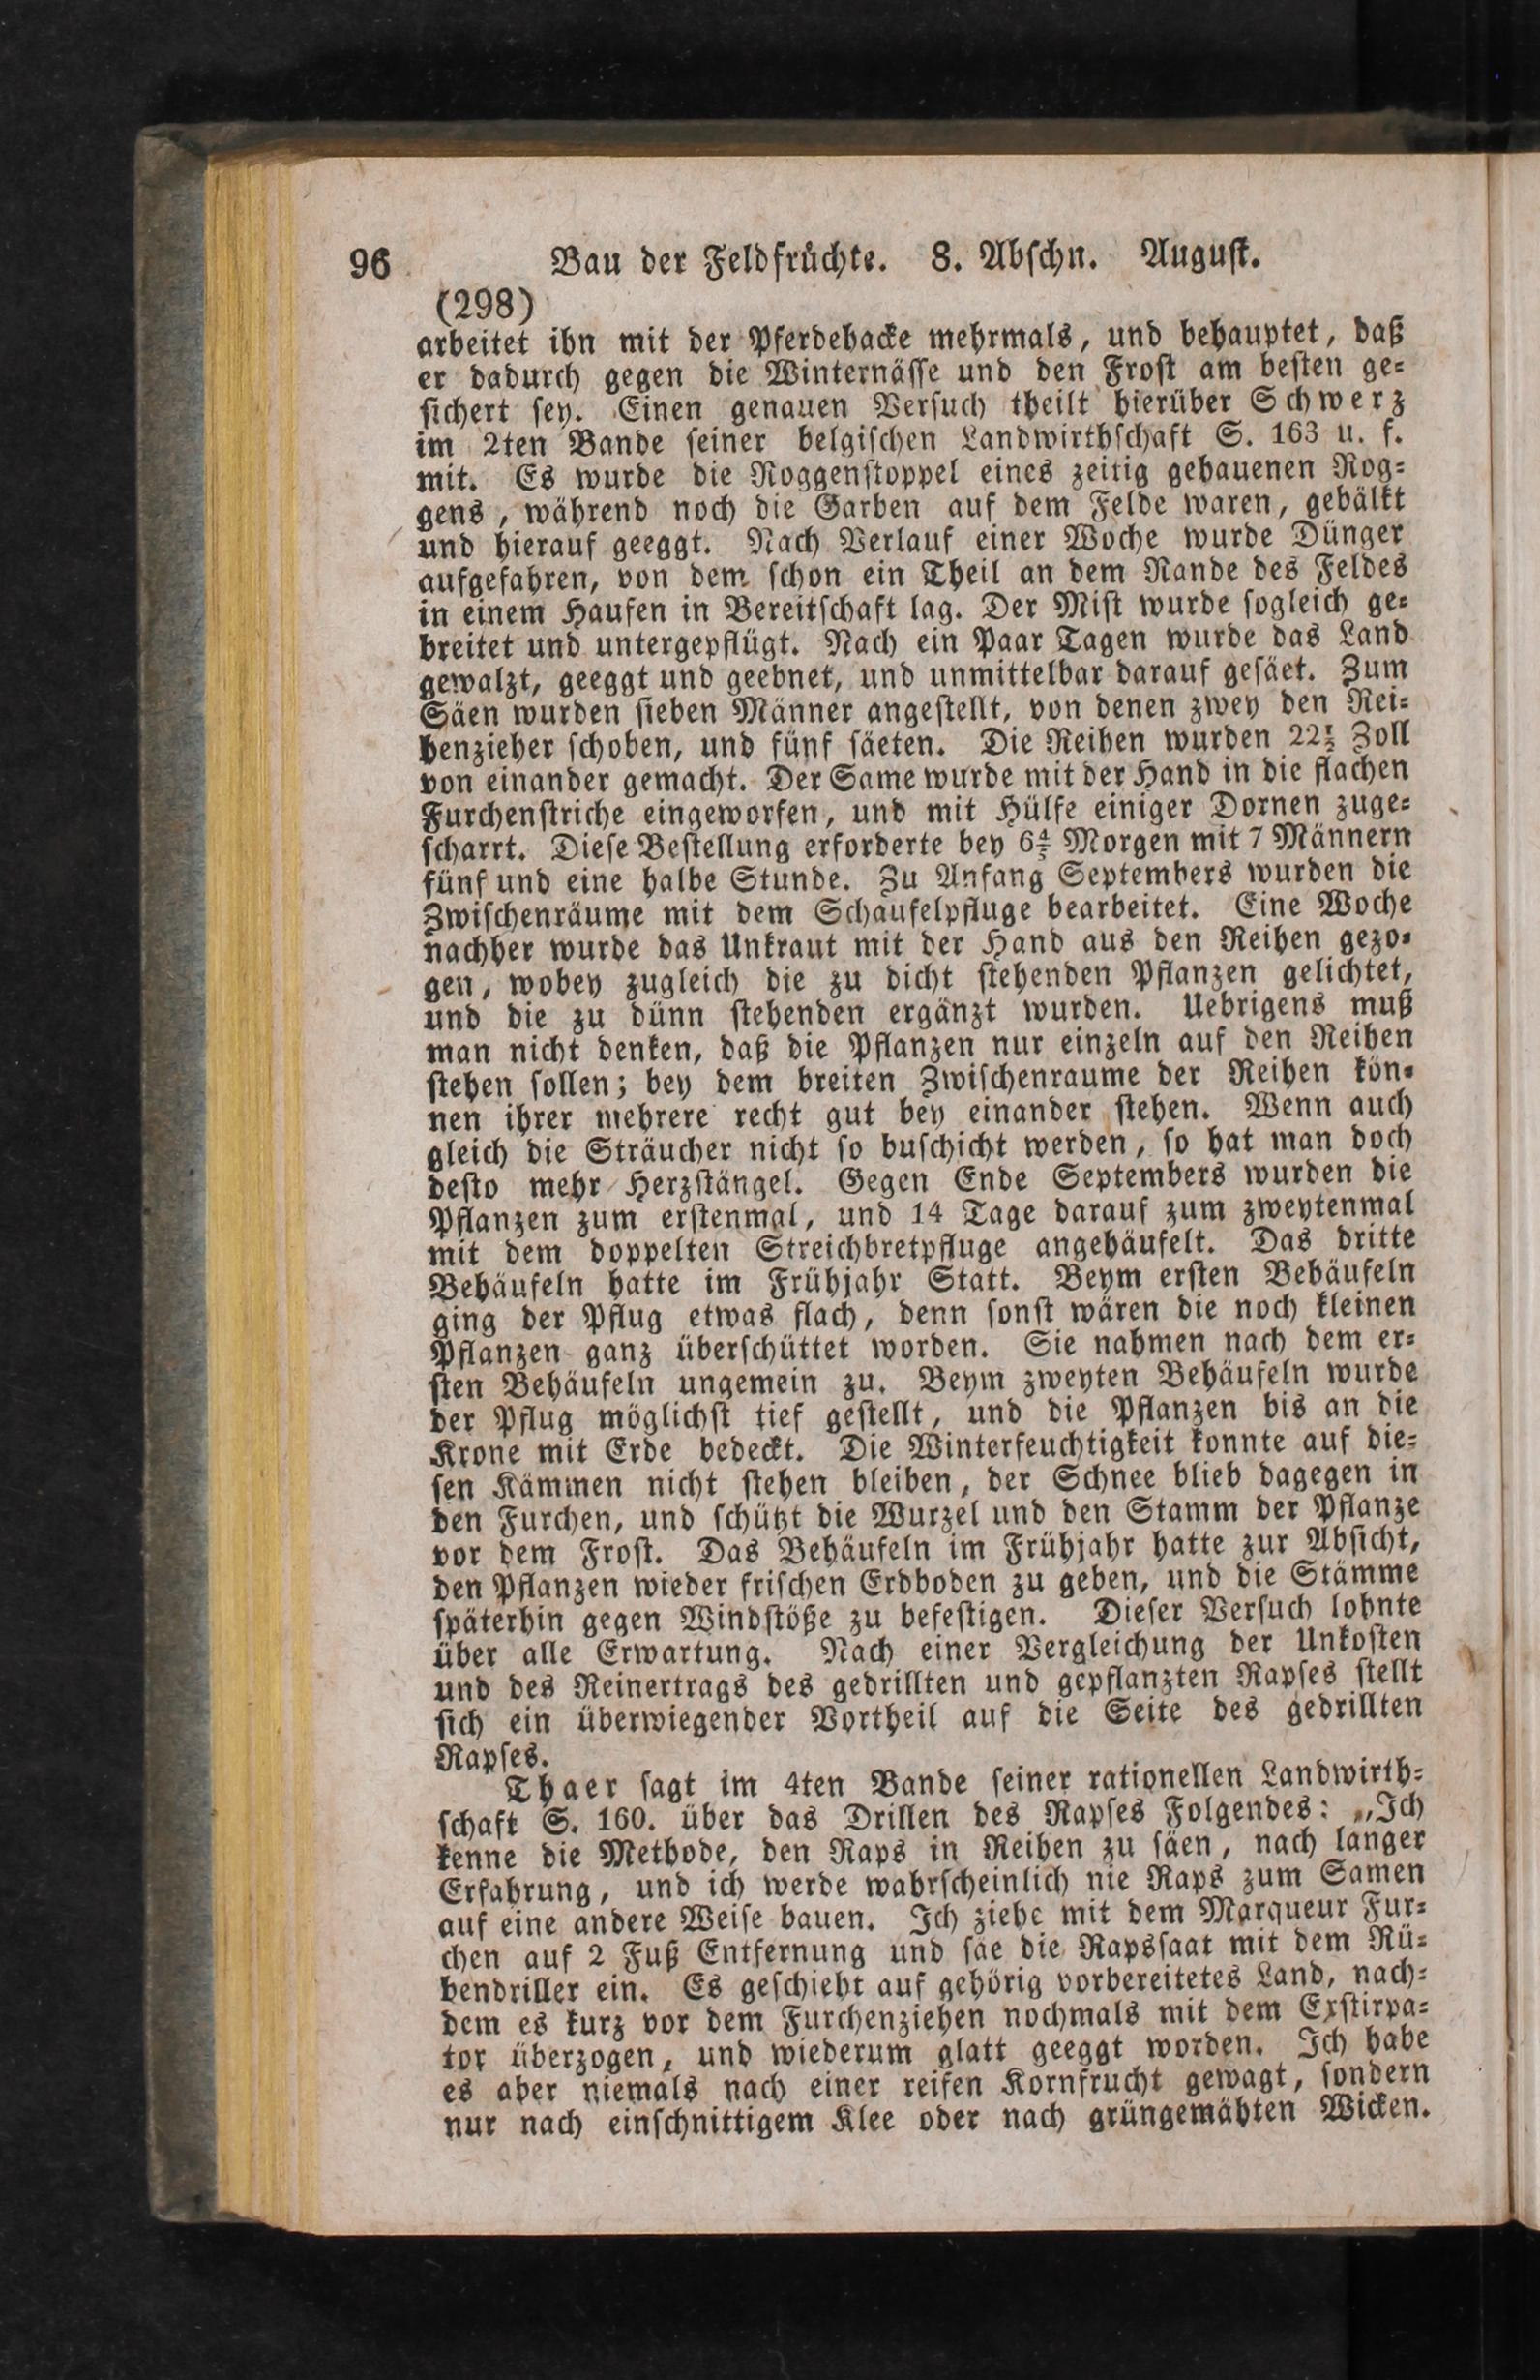 96 Bau der Feldfrüchte. 8. Abschn. August.
(298)
arbeitet ihn mit der Pferdehacke mehrmals, und behauptet, daß
er dadurch gegen die Winternässe und den Frost am besten ge-
sichert sey. Einen genauen Versuch theilt hierüber Schwerz
im 2ten Bande seiner belgischen Landwirthschaft S. 163 u. f.
mit. Es wurde die Roggenstoppel eines zeitig gehauenen Rog-
gens, während noch die Garben auf dem Felde waren, gebälkt
und hierauf geeggt. Nach Verlauf einer Woche wurde Dünger
aufgefahren, von dem schon ein Theil an dem Rande des Feldes
in einem Haufen in Bereitschaft lag. Der Mist wurde sogleich ge-
breitet und untergepflügt. Nach ein Paar Tagen wurde das Land
gewalzt, geeggt und geebnet, und unmittelbar darauf gesäet. Zum
Säen wurden sieben Männer angestellt, von denen zwey den Rei-
henzieher schoben, und fünf säeten. Die Reihen wurden 22½ Zoll
von einander gemacht. Der Same wurde mit der Hand in die flachen
Furchenstriche eingeworfen, und mit Hülfe einiger Dornen zuge-
scharrt. Diese Bestellung erforderte bey 6⅘ Morgen mit 7 Männern
fünf und eine halbe Stunde. Zu Anfang Septembers wurden die
Zwischenräume mit dem Schaufelpfluge bearbeitet. Eine Woche
nachher wurde das Unkraut mit der Hand aus den Reihen gezo-
gen, wobey zugleich die zu dicht stehenden Pflanzen gelichtet,
und die zu dünn stehenden ergänzt wurden. Uebrigens muß
man nicht denken, daß die Pflanzen nur einzeln auf den Reihen
stehen sollen; bey dem breiten Zwischenraume der Reihen kön-
nen ihrer mehrere recht gut bey einander stehen. Wenn auch
gleich die Sträucher nicht so buschicht werden, so hat man doch
desto mehr Herzstängel. Gegen Ende Septembers wurden die
Pflanzen zum erstenmal, und 14 Tage darauf zum zweytenmal
mit dem doppelten Streichbretpfluge angehäufelt. Das dritte
Behäufeln hatte im Frühjahr Statt. Beym ersten Behäufeln
ging der Pflug etwas flach, denn sonst wären die noch kleinen
Pflanzen ganz überschüttet worden. Sie nahmen nach dem er-
sten Behäufeln ungemein zu. Beym zweyten Behäufeln wurde
der Pflug möglichst tief gestellt, und die Pflanzen bis an die
Krone mit Erde bedeckt. Die Winterfeuchtigkeit konnte auf die-
sen Kämmen nicht stehen bleiben, der Schnee blieb dagegen in
den Furchen, und schützt die Wurzel und den Stamm der Pflanze
vor dem Frost. Das Behäufeln im Frühjahr hatte zur Absicht,
den Pflanzen wieder frischen Erdboden zu geben, und die Stämme
späterhin gegen Windstöße zu befestigen. Dieser Versuch lohnte
über alle Erwartung. Nach einer Vergleichung der Unkosten
und des Reinertrags des gedrillten und gepflanzten Rapses stellt
sich ein überwiegender Vortheil auf die Seite des gedrillten
Rapses.
Thaer sagt im 4ten Bande seiner rationellen Landwirth-
schaft S. 160. über das Drillen des Rapses Folgendes: „Ich
kenne die Methode, den Raps in Reihen zu säen, nach langer
Erfahrung, und ich werde wahrscheinlich nie Raps zum Samen
auf eine andere Weise bauen. Ich ziehe mit dem Marqueur Fur-
chen auf 2 Fuß Entfernung und säe die Rapssaat mit dem Rü-
bendriller ein. Es geschieht auf gehörig vorbereitetes Land, nach-
dem es kurz vor dem Furchenziehen nochmals mit dem Exstirpa-
tor überzogen, und wiederum glatt geeggt worden. Ich habe
es aber niemals nach einer reifen Kornfrucht gewagt, sondern
nur nach einschnittigem Klee oder nach grüngemähten Wicken.